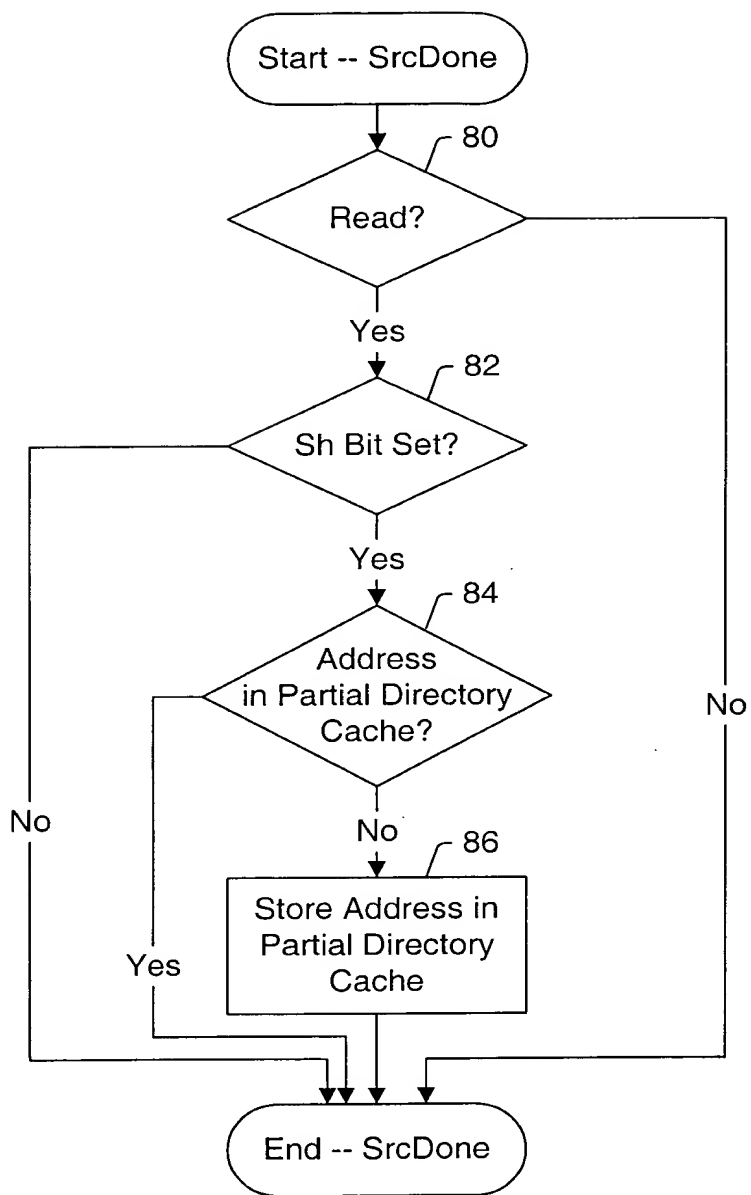 Start -- SrcDone
80
Read?
Yes
82
Sh Bit Set?
Yes
84
Address
in Partial Directory
Cache?
No
No
No
86
Store Address in
Partial Directory
Cache
Yes
End -- SrcDone